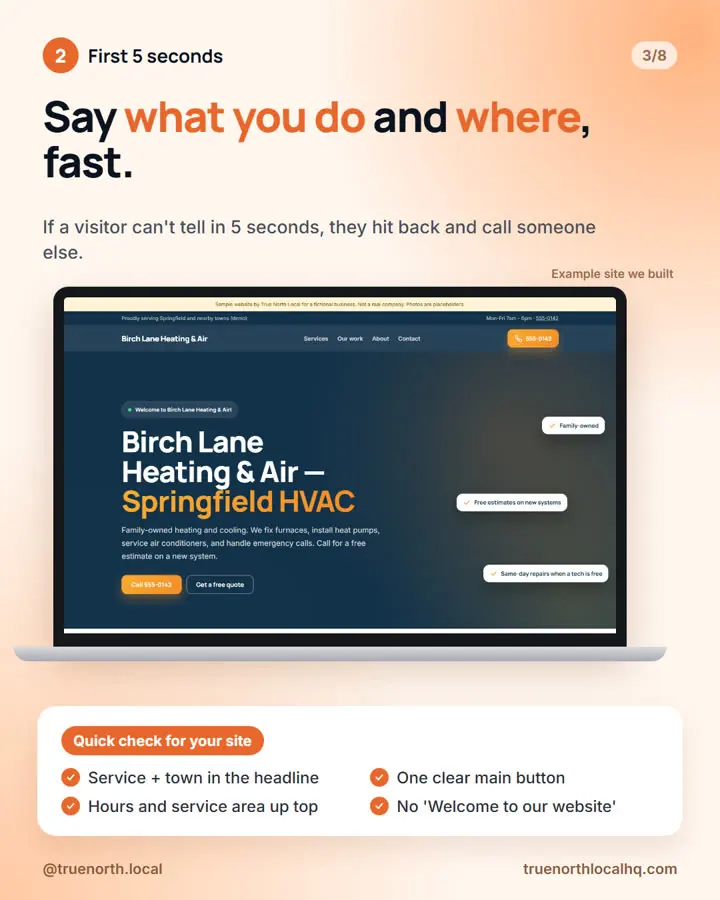 2 First 5 seconds
3/8
Say what you do and where,
fast.
If a visitor can't tell in 5 seconds, they hit back and call someone
else.
Example site we built
Sample website by True North Local for a fictional business. Not a real company. Photos are placeholders.
Proudly serving Springfield and nearby towns (demo)
Mon-Fri 7am - 6pm · 555-0142
Birch Lane Heating & Air
Services Our work About Contact
555-0142
Welcome to Birch Lane Heating & Air!
Family-owned
Birch Lane
Heating & Air —
Springfield HVAC
Free estimates on new systems
Family-owned heating and cooling. We fix furnaces, install heat pumps,
service air conditioners, and handle emergency calls. Call for a free
estimate on a new system.
Same-day repairs when a tech is free
Call 555-0142
Get a free quote
Quick check for your site
Service + town in the headline
One clear main button
Hours and service area up top
No 'Welcome to our website'
@truenorth.local
truenorthlocalhq.com